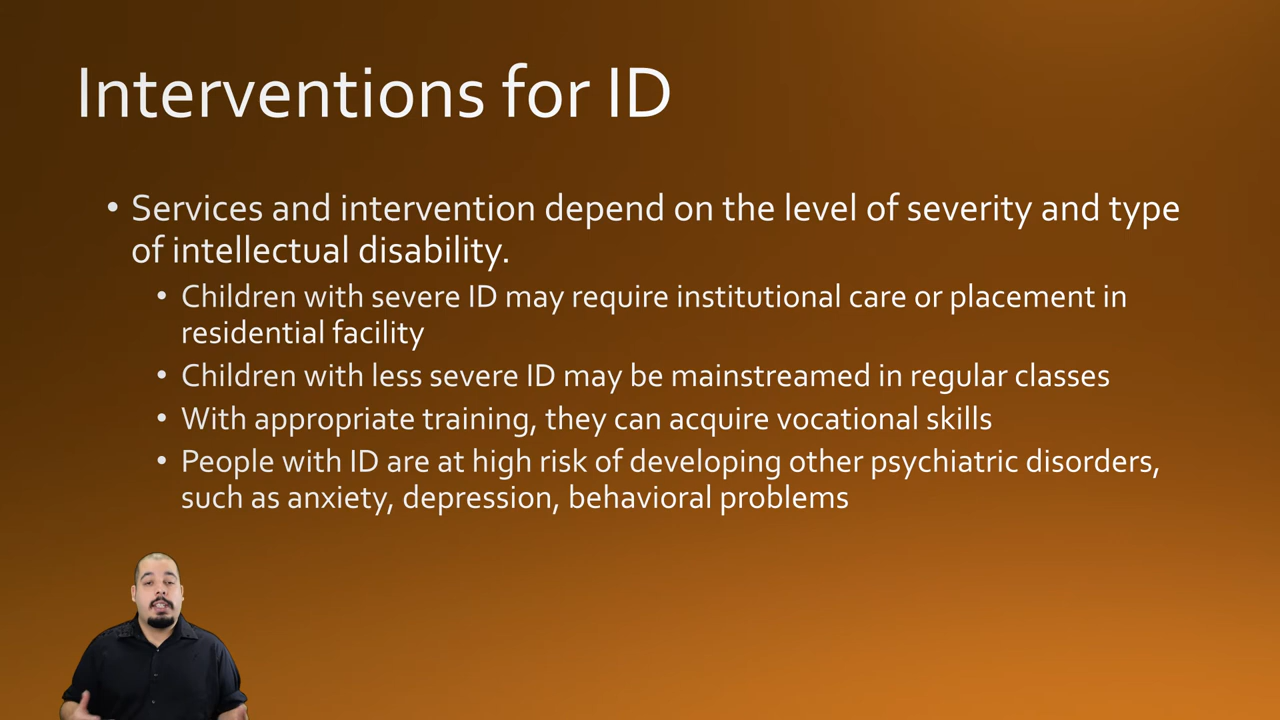 Interventions for ID
• Services and intervention depend on the level of severity and type
of intellectual disability.
• Children with severe ID may require institutional care or placement in
residential facility
• Children with less severe ID may be mainstreamed in regular classes
• With appropriate training, they can acquire vocational skills
• People with ID are at high risk of developing other psychiatric disorders,
such as anxiety, depression, behavioral problems